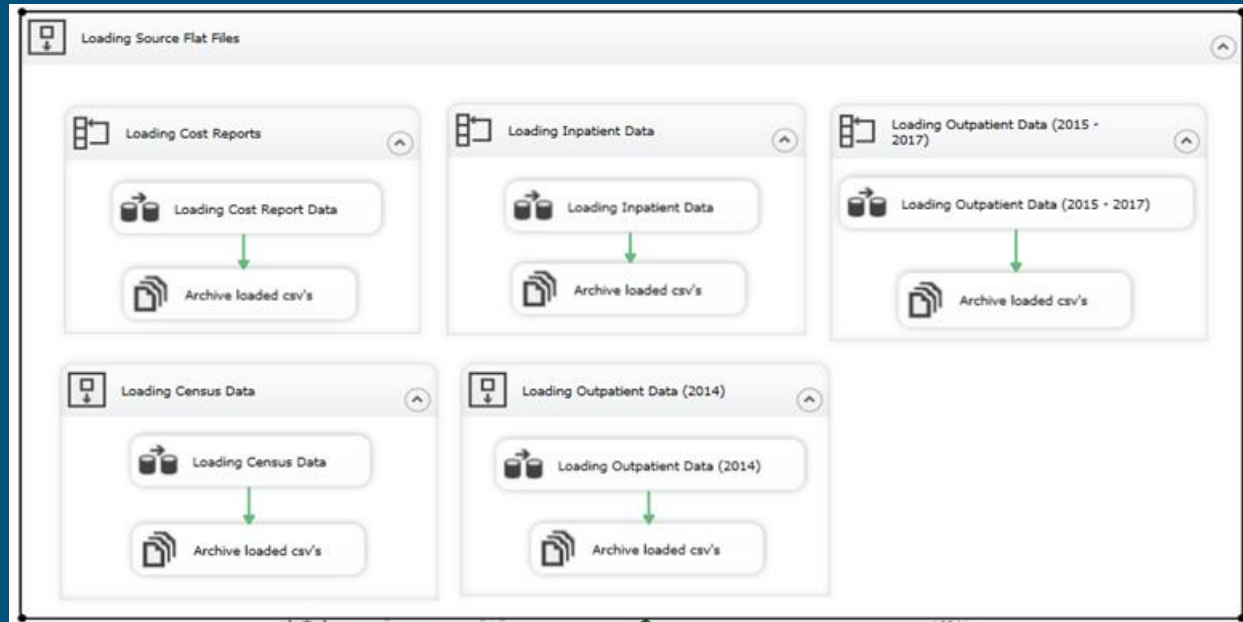 Loading Source Flat Files
Loading Cost Reports
Loading Cost Report Data
Archive loaded csv's
Loading Inpatient Data
Loading Inpatient Data
Archive loaded csv's
Loading Outpatient Data (2015 -
2017)
Loading Outpatient Data (2015 - 2017)
Archive loaded csv's
Loading Census Data
Loading Census Data
Archive loaded csv's
Loading Outpatient Data (2014)
Loading Outpatient Data (2014)
Archive loaded csv's